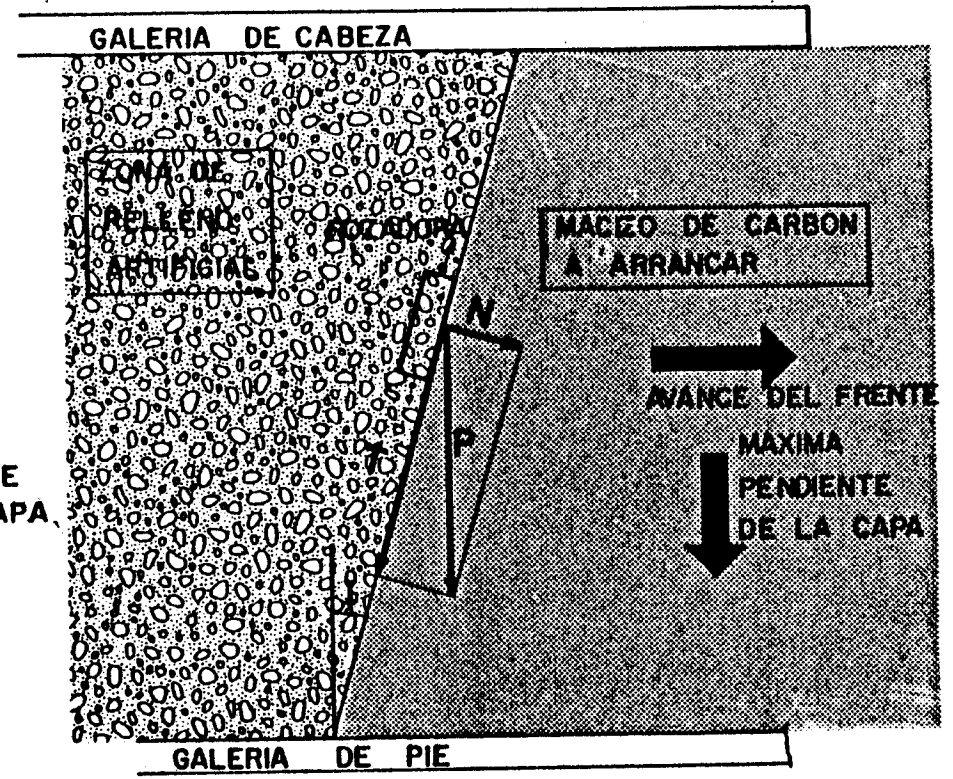 GALERIA DE CABEZA
ZONA DE
RELLENO
ARTIFICIAL
ROZADORA
MACIZO DE CARBON
A ARRANCAR
N
AVANCE DEL FRENTE
P
T
MAXIMA
PENDIENTE
DE LA CAPA
E
APA
GALERIA DE PIE